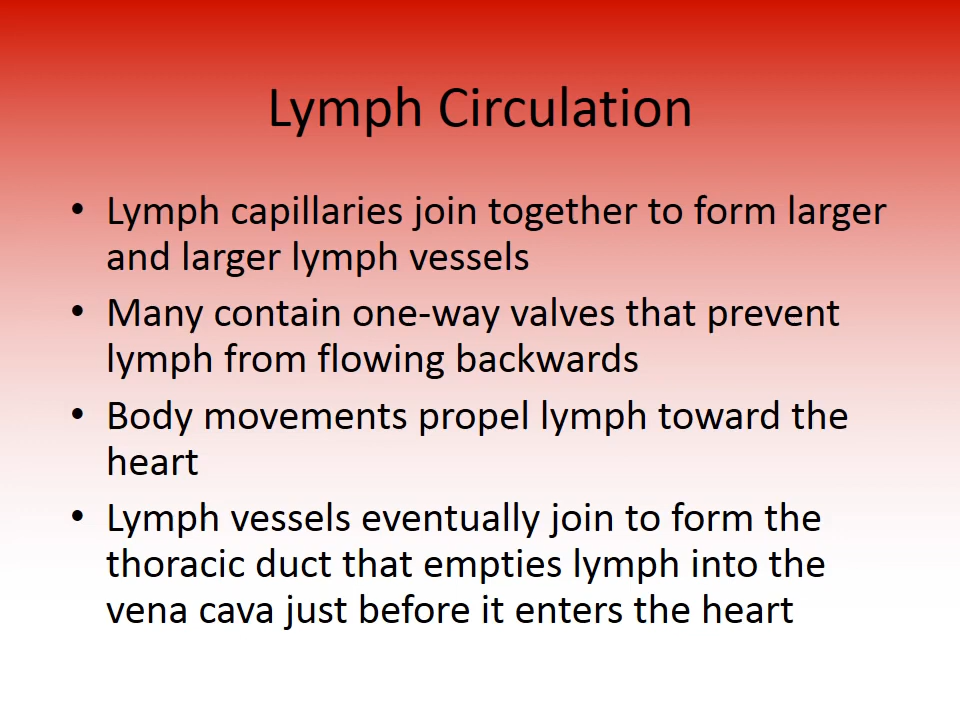 Lymph Circulation
• Lymph capillaries join together to form larger
and larger lymph vessels
• Many contain one-way valves that prevent
lymph from flowing backwards
• Body movements propel lymph toward the
heart
• Lymph vessels eventually join to form the
thoracic duct that empties lymph into the
vena cava just before it enters the heart